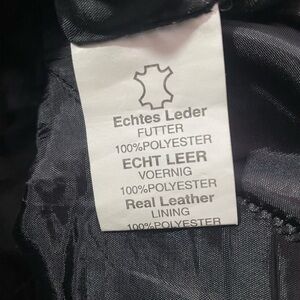 Echtes Leder
FUTTER
100%POLYESTER
ECHT LEER
VOERNIG
100%POLYESTER
Real Leather
LINING
100%POLYESTER